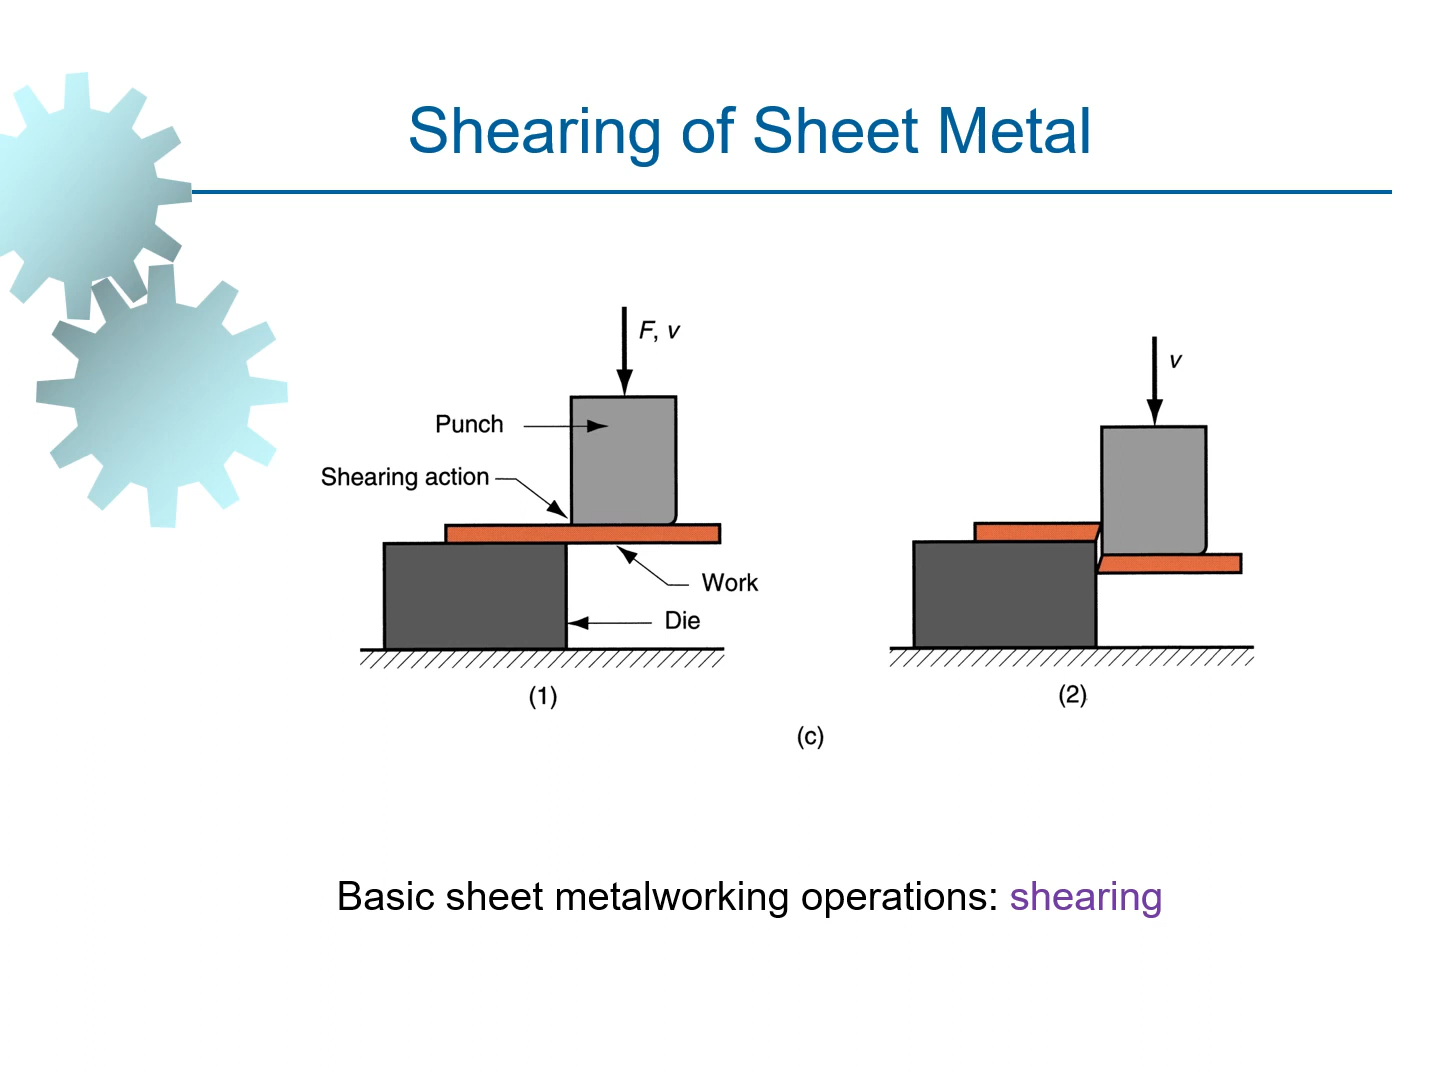 Shearing of Sheet Metal
F, v
v
Punch
Shearing action
Work
Die
(1)
(2)
(c)
Basic sheet metalworking operations: shearing